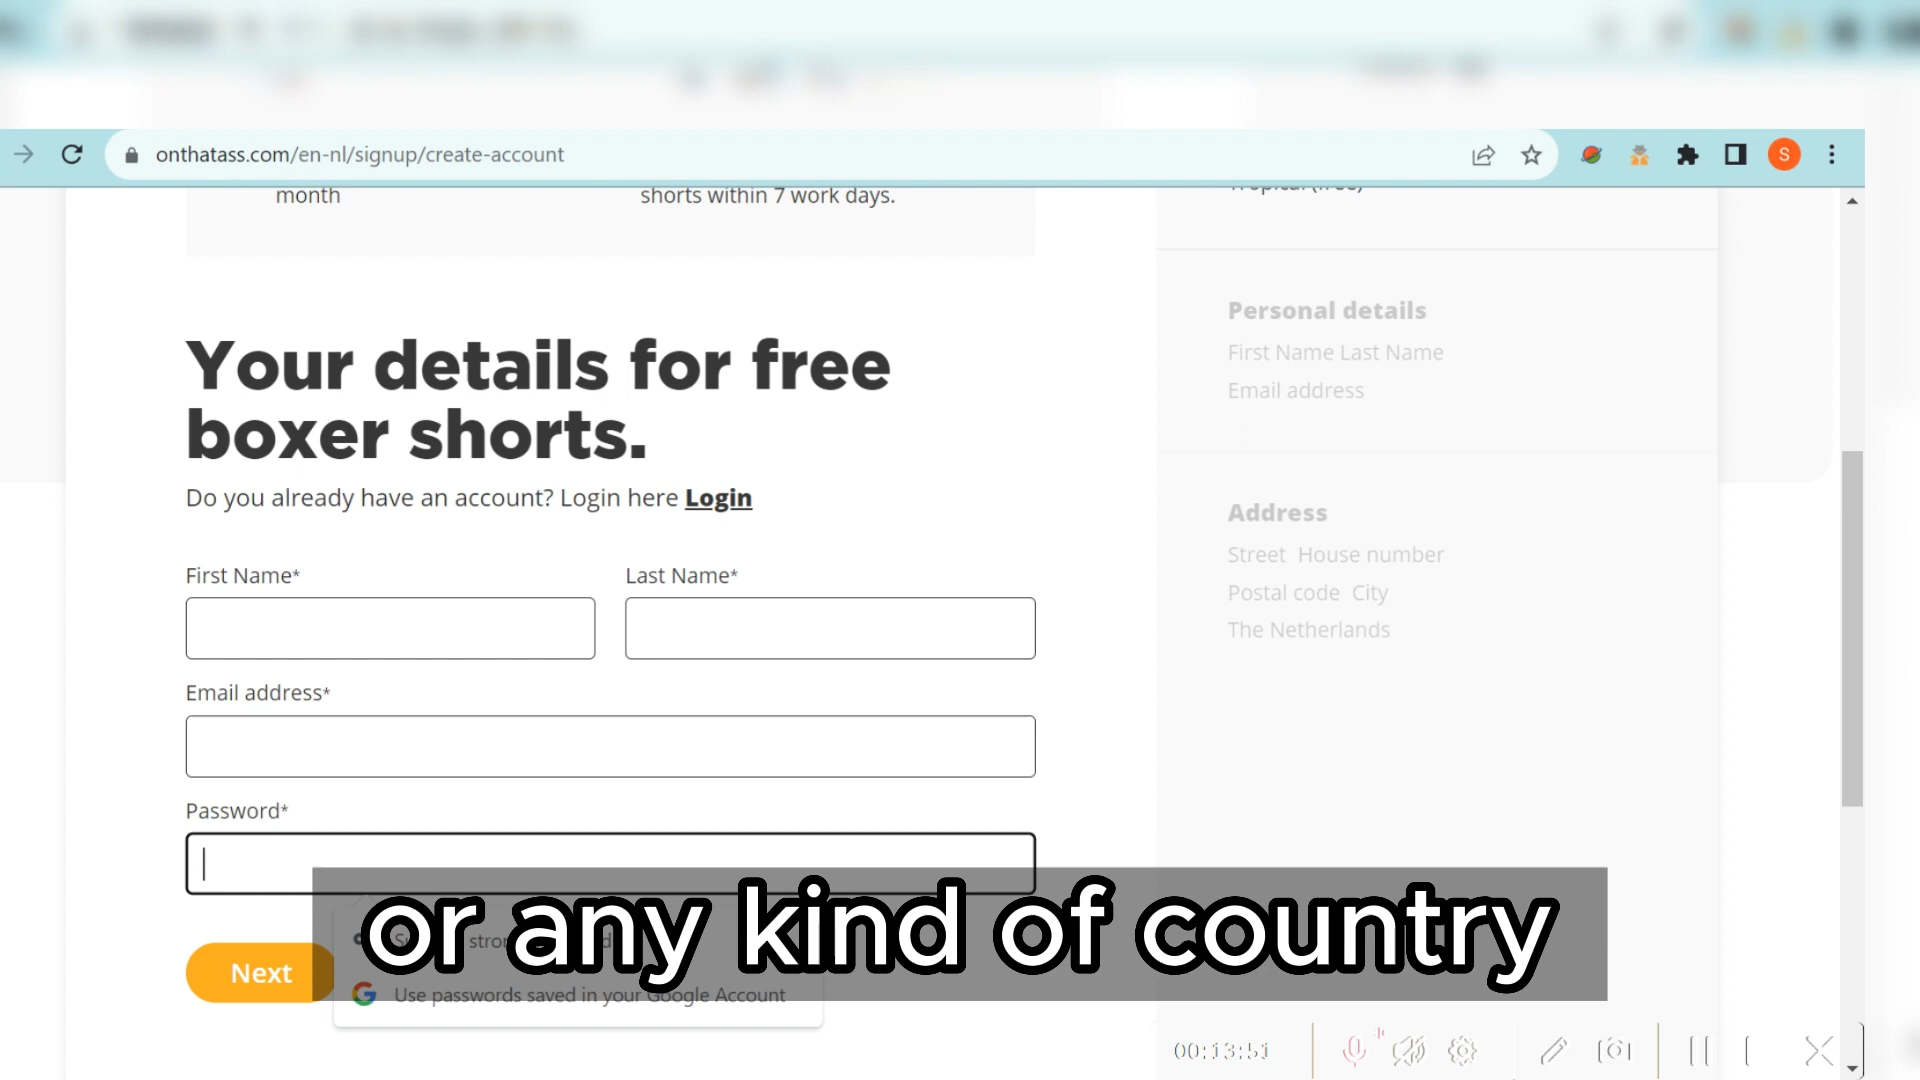 onthatass.com/en-nl/signup/create-account
S
month
shorts within 7 work days.
Your details for free
boxer shorts.
Do you already have an account? Login here Login
First Name*
Last Name*
Email address*
Password*
Next
Use passwords saved in your Google Account
or any kind of country
Personal details
First Name Last Name
Email address
Address
Street House number
Postal code City
The Netherlands
00:13:51